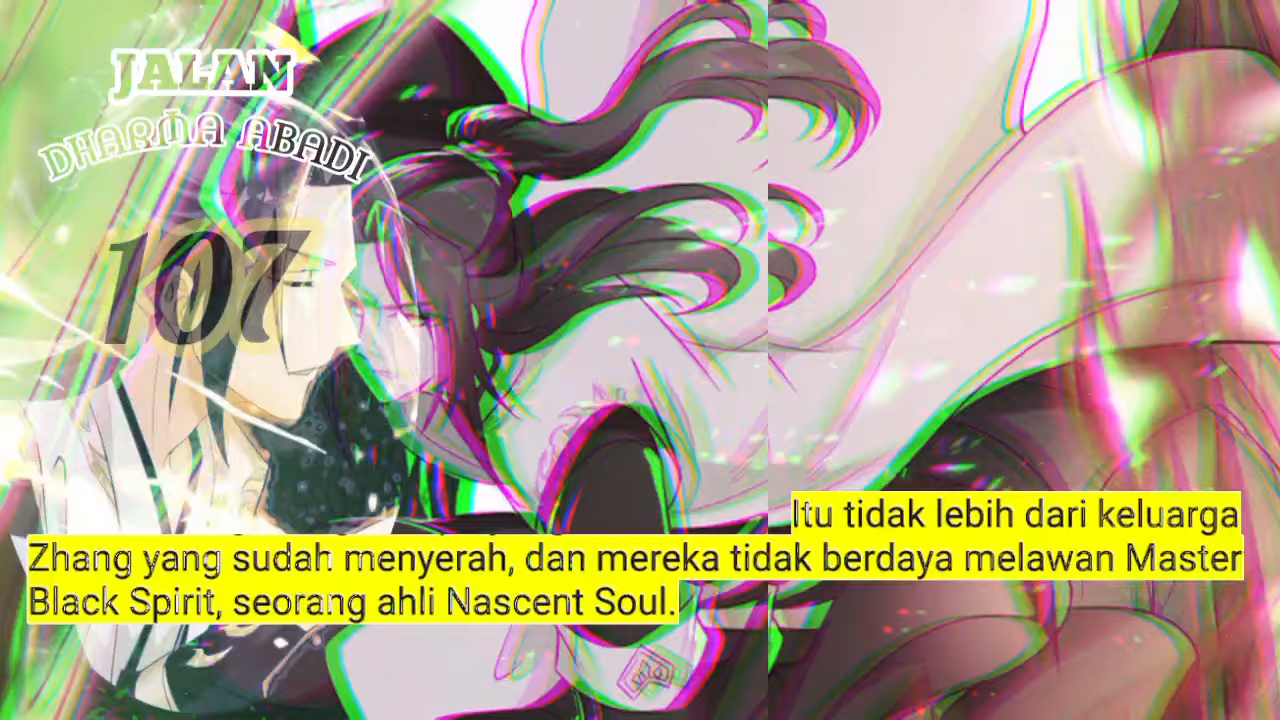 JALAN
DHARMA ABADI
107
Itu tidak lebih dari keluarga
Zhang yang sudah menyerah, dan mereka tidak berdaya melawan Master
Black Spirit, seorang ahli Nascent Soul.